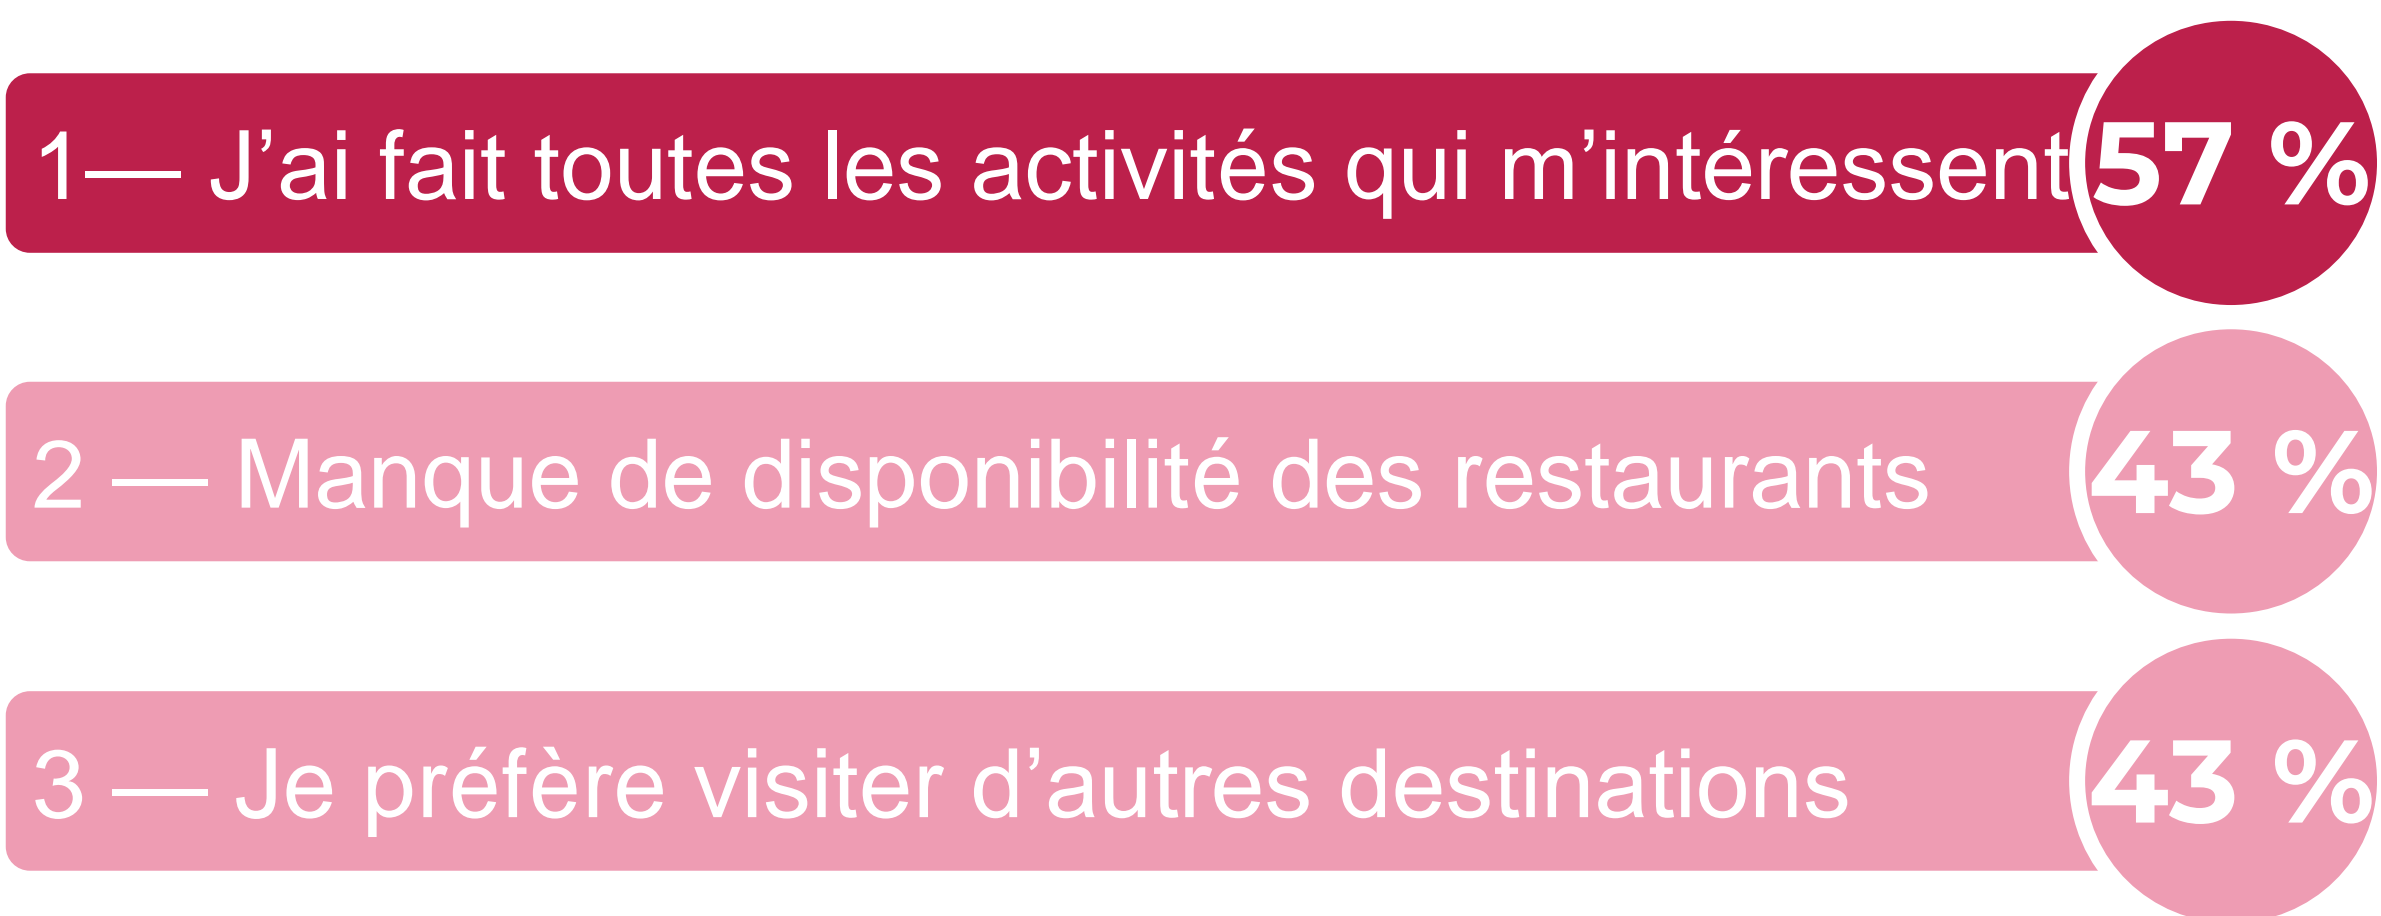 1— J’ai fait toutes les activités qui m’intéressent 57 %
2 — Manque de disponibilité des restaurants 43 %
3 — Je préfère visiter d’autres destinations 43 %